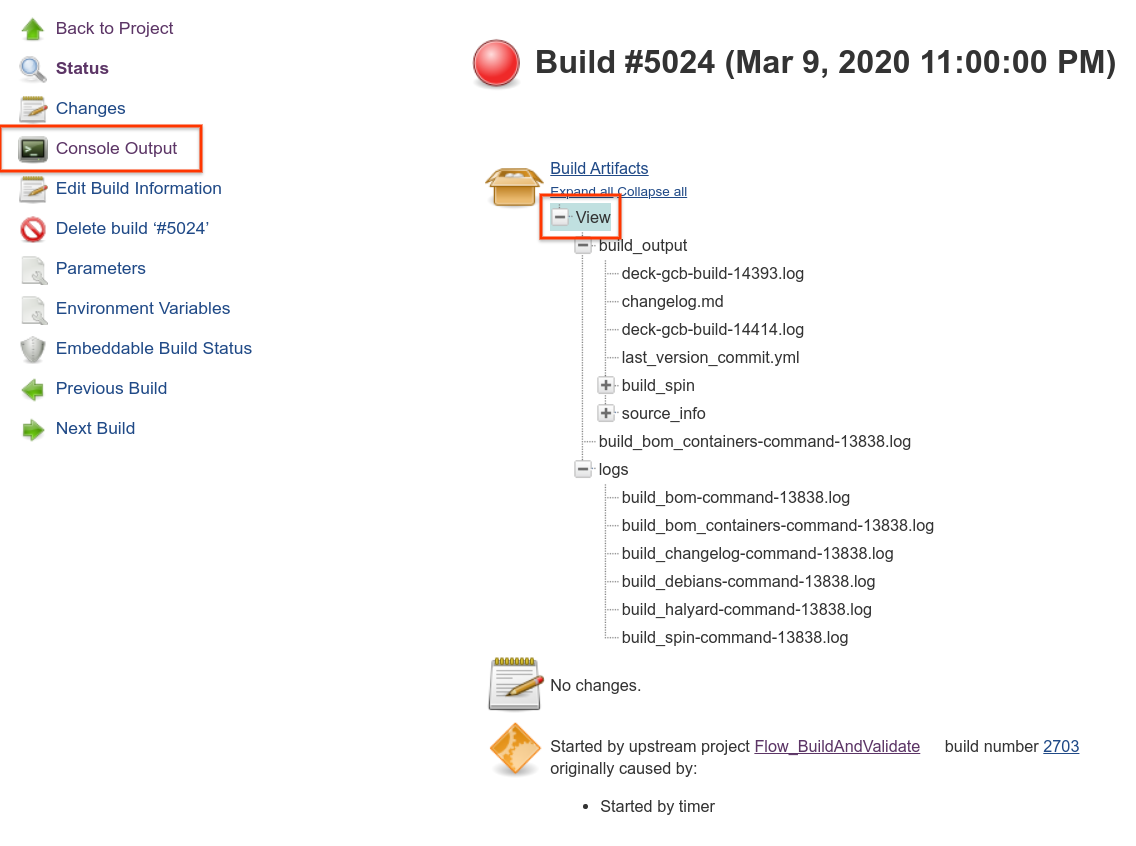 Back to Project
Status
Changes
Console Output
Edit Build Information
Delete build ‘#5024’
Parameters
Environment Variables
Embeddable Build Status
Previous Build
Next Build
Build #5024 (Mar 9, 2020 11:00:00 PM)
Build Artifacts
Expand all Collapse all
View
build_output
deck-gcb-build-14393.log
changelog.md
deck-gcb-build-14414.log
last_version_commit.yml
build_spin
source_info
build_bom_containers-command-13838.log
logs
build_bom-command-13838.log
build_bom_containers-command-13838.log
build_changelog-command-13838.log
build_debians-command-13838.log
build_halyard-command-13838.log
build_spin-command-13838.log
No changes.
Started by upstream project Flow_BuildAndValidate build number 2703
originally caused by:
• Started by timer